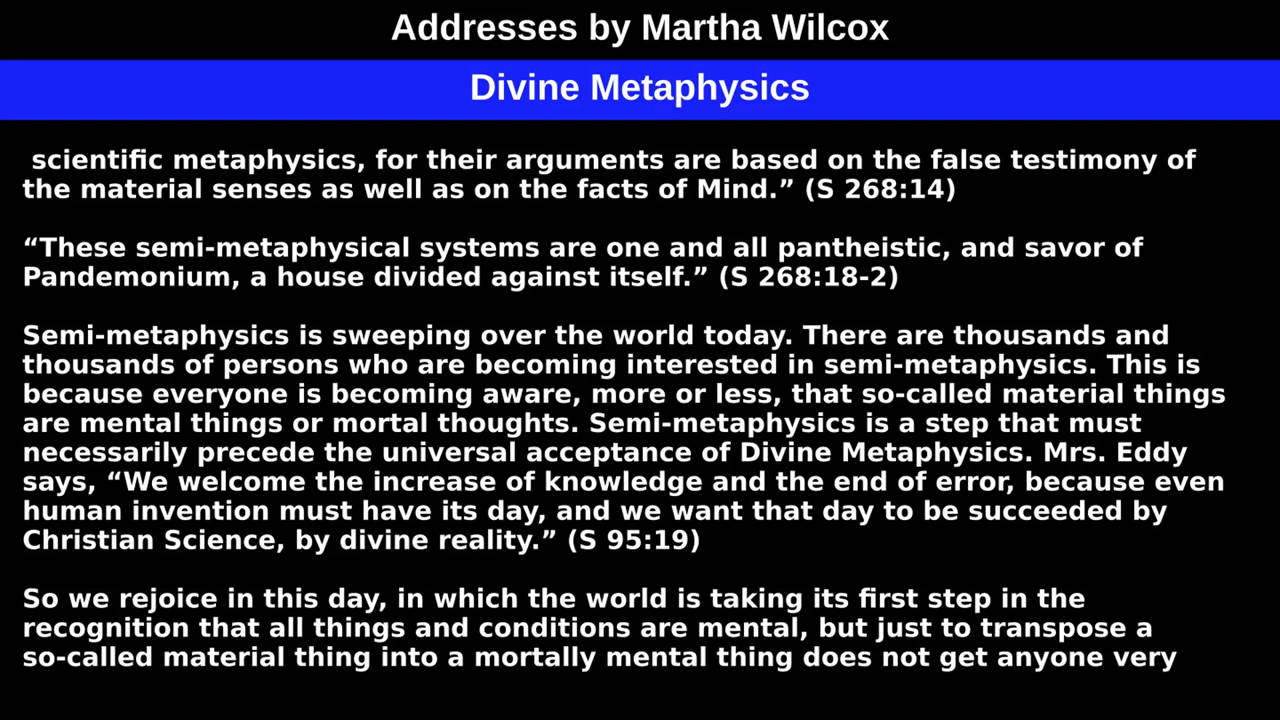 Addresses by Martha Wilcox
Divine Metaphysics
scientific metaphysics, for their arguments are based on the false testimony of
the material senses as well as on the facts of Mind.” (S 268:14)
“These semi-metaphysical systems are one and all pantheistic, and savor of
Pandemonium, a house divided against itself.” (S 268:18-2)
Semi-metaphysics is sweeping over the world today. There are thousands and
thousands of persons who are becoming interested in semi-metaphysics. This is
because everyone is becoming aware, more or less, that so-called material things
are mental things or mortal thoughts. Semi-metaphysics is a step that must
necessarily precede the universal acceptance of Divine Metaphysics. Mrs. Eddy
says, “We welcome the increase of knowledge and the end of error, because even
human invention must have its day, and we want that day to be succeeded by
Christian Science, by divine reality.” (S 95:19)
So we rejoice in this day, in which the world is taking its first step in the
recognition that all things and conditions are mental, but just to transpose a
so-called material thing into a mortally mental thing does not get anyone very